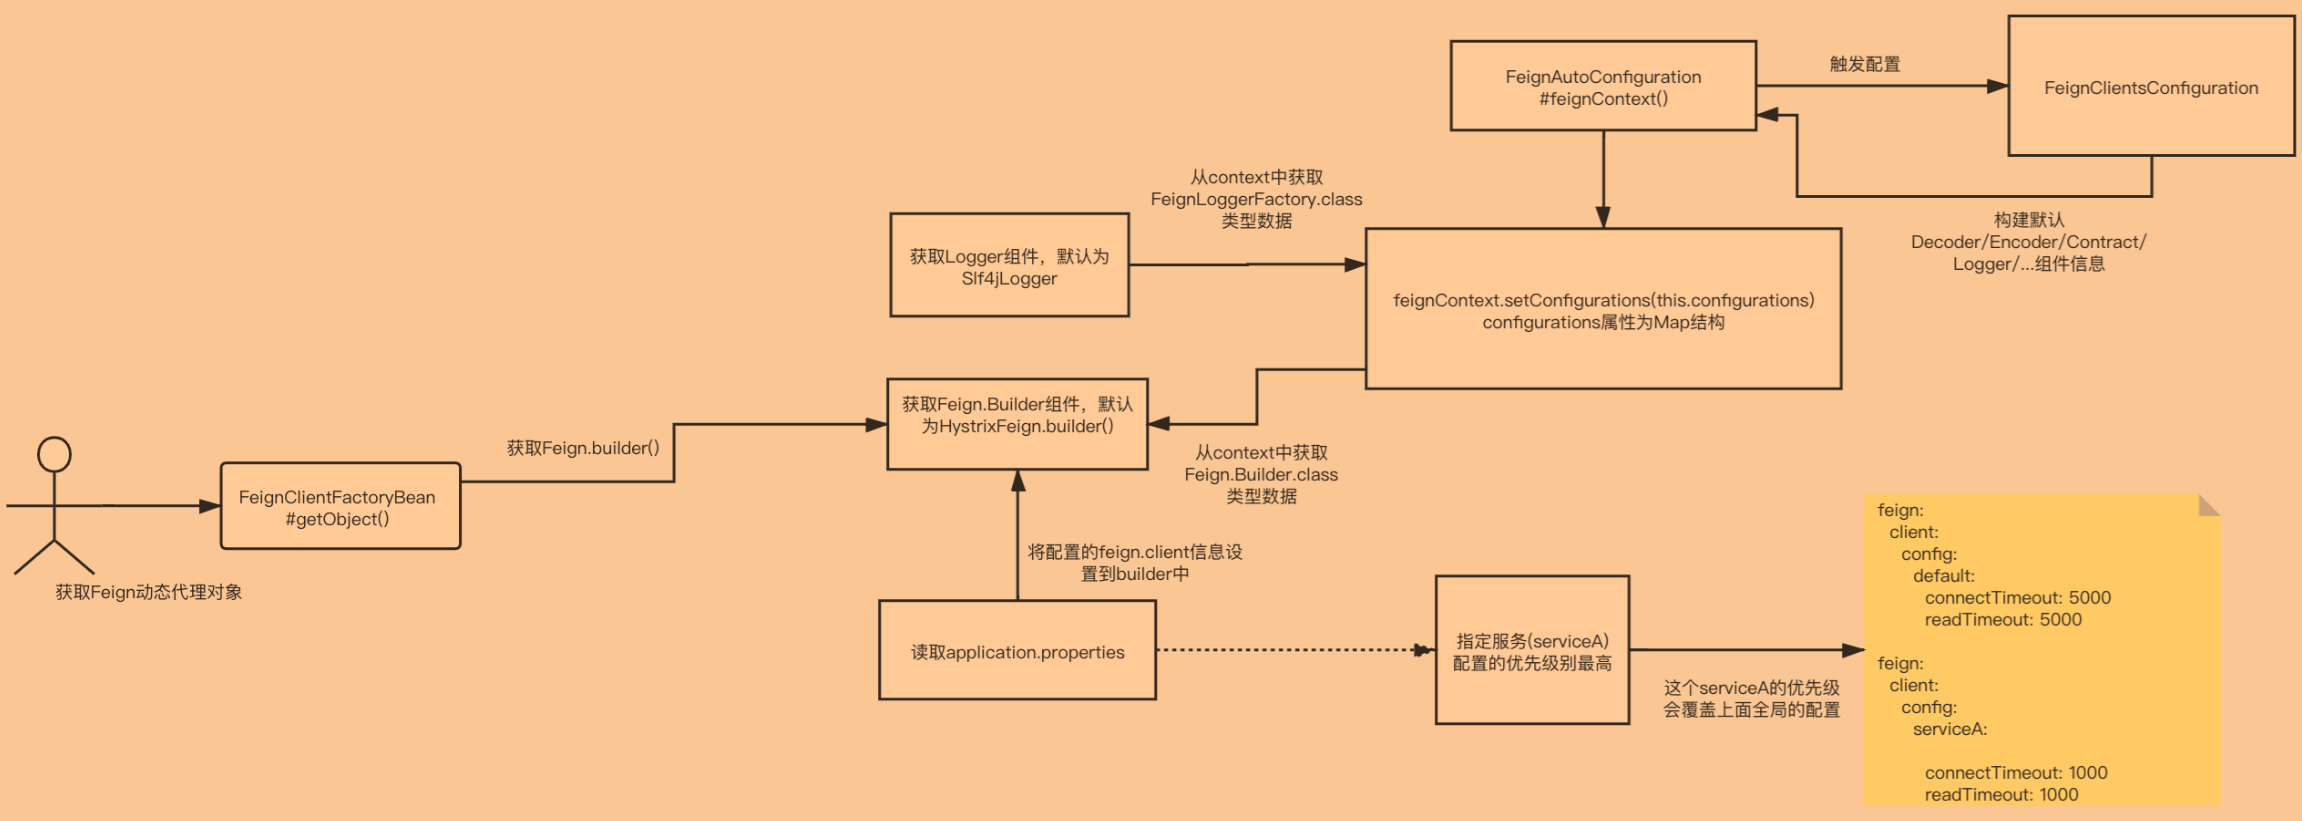 FeignAutoConfiguration
#feignContext()
触发配置
FeignClientsConfiguration
构建默认
Decoder/Encoder/Contract/
Logger/...组件信息
从context中获取
FeignLoggerFactory.class
类型数据
获取Logger组件，默认为
Slf4jLogger
feignContext.setConfigurations(this.configurations)
configurations属性为Map结构
获取Feign.Builder组件，默认
为HystrixFeign.builder()
从context中获取
Feign.Builder.class
类型数据
获取Feign.builder()
FeignClientFactoryBean
#getObject()
获取Feign动态代理对象
将配置的feign.client信息设
置到builder中
读取application.properties
指定服务(serviceA)
配置的优先级别最高
这个serviceA的优先级
会覆盖上面全局的配置
feign:
client:
config:
default:
connectTimeout: 5000
readTimeout: 5000
feign:
client:
config:
serviceA:
connectTimeout: 1000
readTimeout: 1000